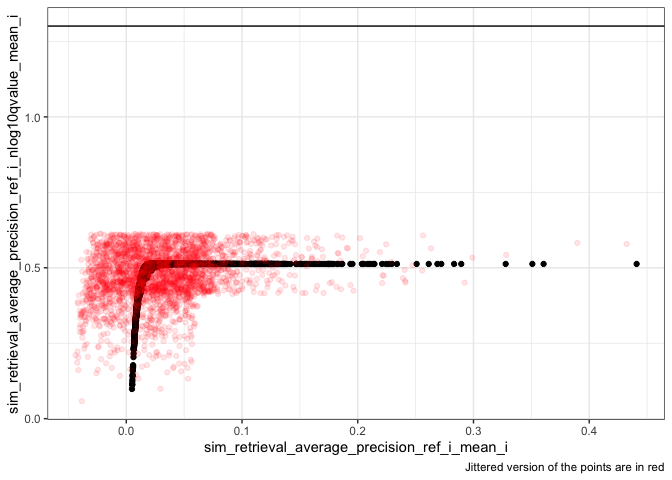 sim_retrieval_average_precision_ref_i_nlog10qvalue_mean_i
1.0
0.5
0.0
0.0
0.1
0.2
0.3
0.4
sim_retrieval_average_precision_ref_i_mean_i
Jittered version of the points are in red